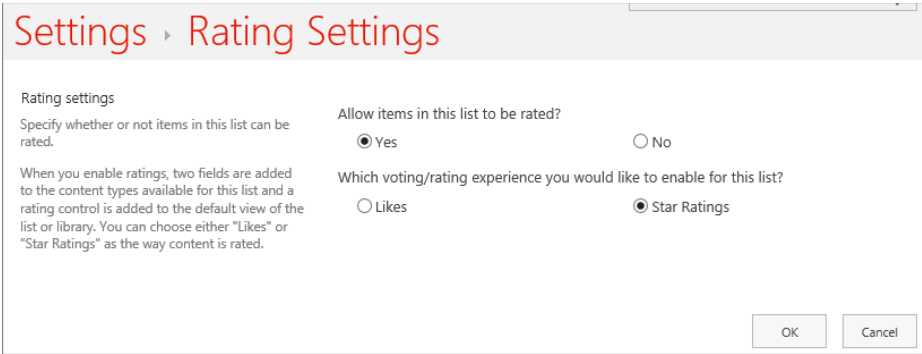 Settings › Rating Settings
Rating settings
Specify whether or not items in this list can be
rated.
When you enable ratings, two fields are added
to the content types available for this list and a
rating control is added to the default view of the
list or library. You can choose either "Likes" or
"Star Ratings" as the way content is rated.
Allow items in this list to be rated?
Yes No
Which voting/rating experience you would like to enable for this list?
Likes Star Ratings
OK Cancel